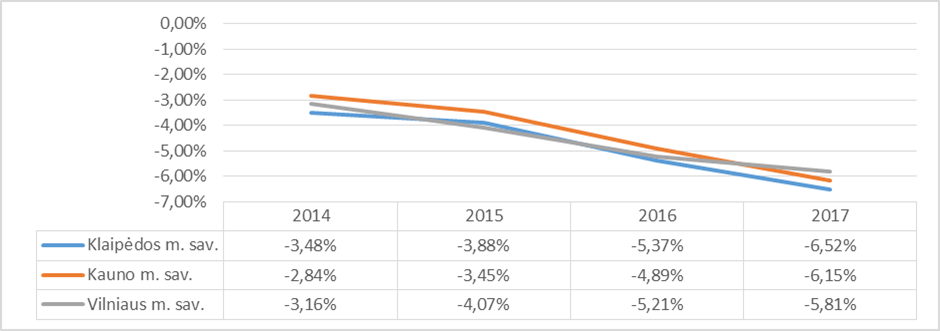 0,00%
-1,00%
-2,00%
-3,00%
-4,00%
-5,00%
-6,00%
-7,00%
2014 2015 2016 2017
Klaipėdos m. sav. -3,48% -3,88% -5,37% -6,52%
Kauno m. sav. -2,84% -3,45% -4,89% -6,15%
Vilniaus m. sav. -3,16% -4,07% -5,21% -5,81%